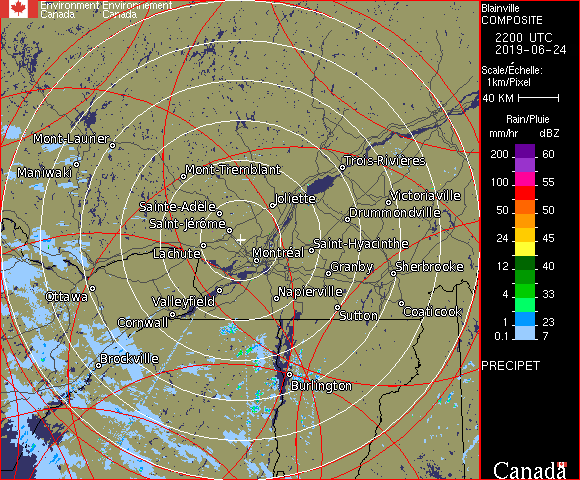 Environment Environnement
Canada Canada
Blainville
COMPOSITE
2200 UTC
2019-06-24
Scale/Échelle:
1km/Pixel
40 KM
Rain/Pluie
mm/hr dBZ
200 60
100 55
50 50
24 45
12 40
4 33
1 23
0.1 7
PRECIPET
Canada
Mont-Laurier
Maniwaki
Mont-Tremblant
Trois-Rivières
Sainte-Adèle
Joliette
Victoriaville
Saint-Jérôme
Drummondville
Lachute
Montréal
Saint-Hyacinthe
Granby
Sherbrooke
Ottawa
Valleyfield
Napierville
Cornwall
Sutton
Coaticook
Brockville
Burlington